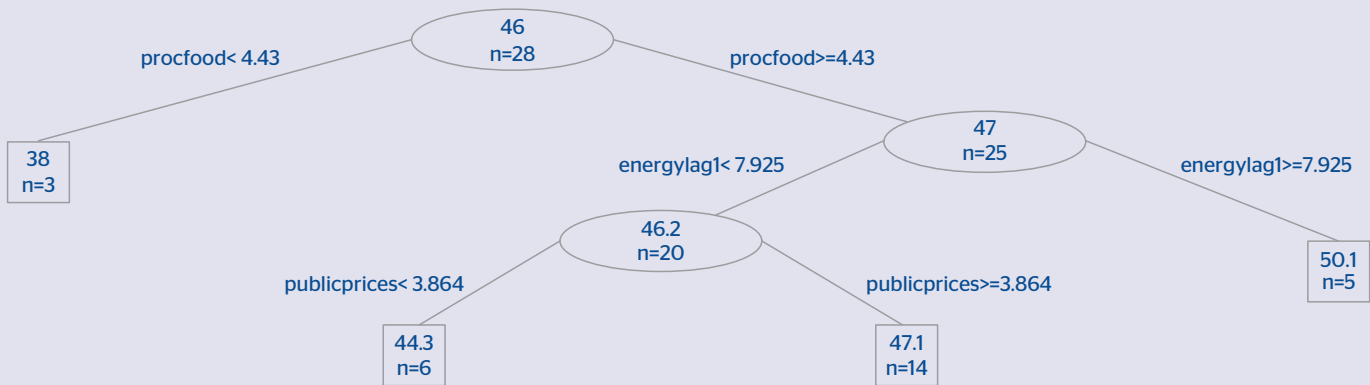 46
n=28
procfood< 4.43
procfood>=4.43
38
n=3
47
n=25
energylag1< 7.925
energylag1>=7.925
46.2
n=20
50.1
n=5
publicprices< 3.864
publicprices>=3.864
44.3
n=6
47.1
n=14